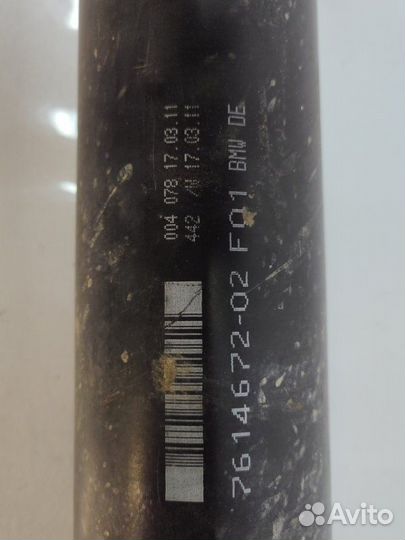 004 078 17.03.11
442 /W 17.03.11
7614672-02 F01 BMW DE
Avito